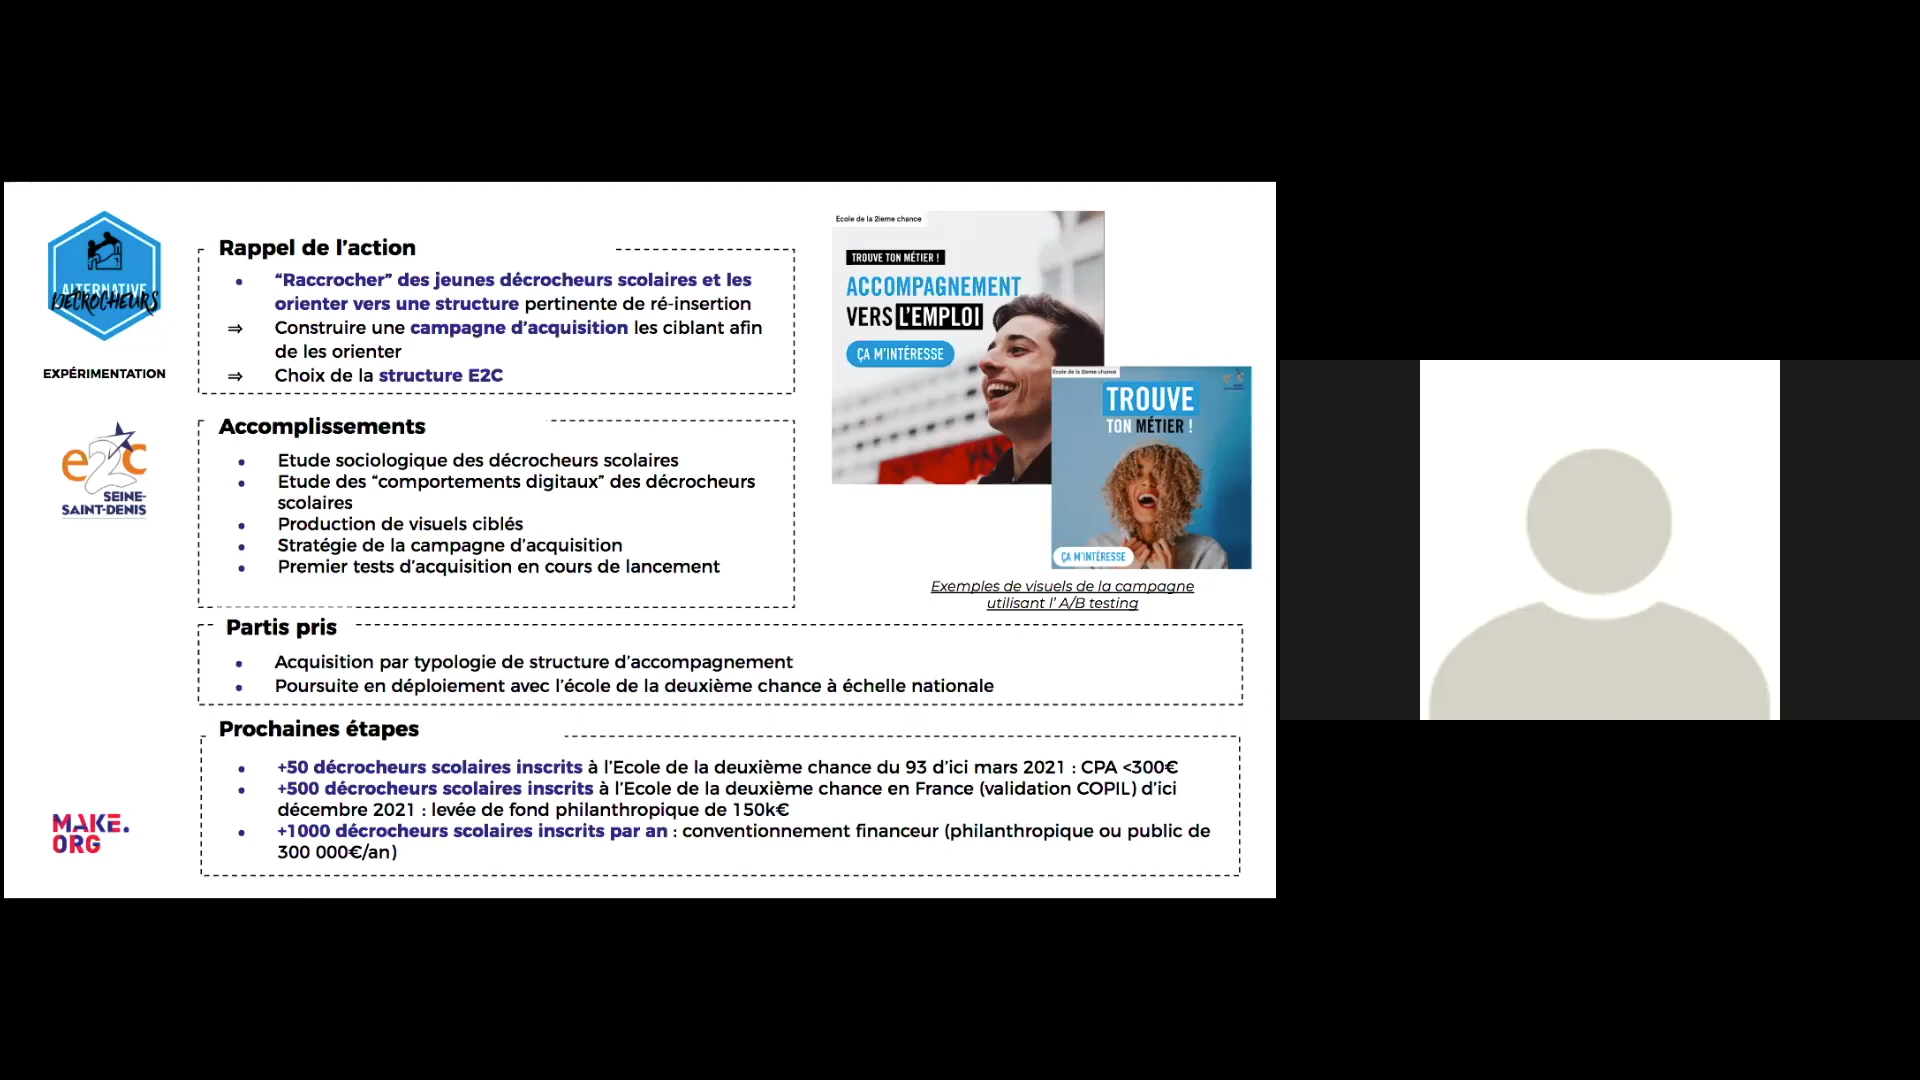 ALTERNATIVE
DÉCROCHEURS
EXPÉRIMENTATION
e2c
SEINE-
SAINT-DENIS
MAKE.
ORG
Rappel de l’action
“Raccrocher” des jeunes décrocheurs scolaires et les
orienter vers une structure pertinente de ré-insertion
⇒ Construire une campagne d’acquisition les ciblant afin
de les orienter
⇒ Choix de la structure E2C
Accomplissements
Etude sociologique des décrocheurs scolaires
Etude des “comportements digitaux” des décrocheurs
scolaires
Production de visuels ciblés
Stratégie de la campagne d’acquisition
Premier tests d’acquisition en cours de lancement
Ecole de la 2ieme chance
TROUVE TON MÉTIER !
ACCOMPAGNEMENT
VERS L’EMPLOI
ÇA M’INTÉRESSE
Ecole de la 2ieme chance
TROUVE
TON MÉTIER !
ÇA M’INTÉRESSE
Exemples de visuels de la campagne
utilisant l’ A/B testing
Partis pris
Acquisition par typologie de structure d’accompagnement
Poursuite en déploiement avec l’école de la deuxième chance à échelle nationale
Prochaines étapes
+50 décrocheurs scolaires inscrits à l’Ecole de la deuxième chance du 93 d’ici mars 2021 : CPA <300€
+500 décrocheurs scolaires inscrits à l’Ecole de la deuxième chance en France (validation COPIL) d’ici
décembre 2021 : levée de fond philanthropique de 150k€
+1000 décrocheurs scolaires inscrits par an : conventionnement financeur (philanthropique ou public de
300 000€/an)